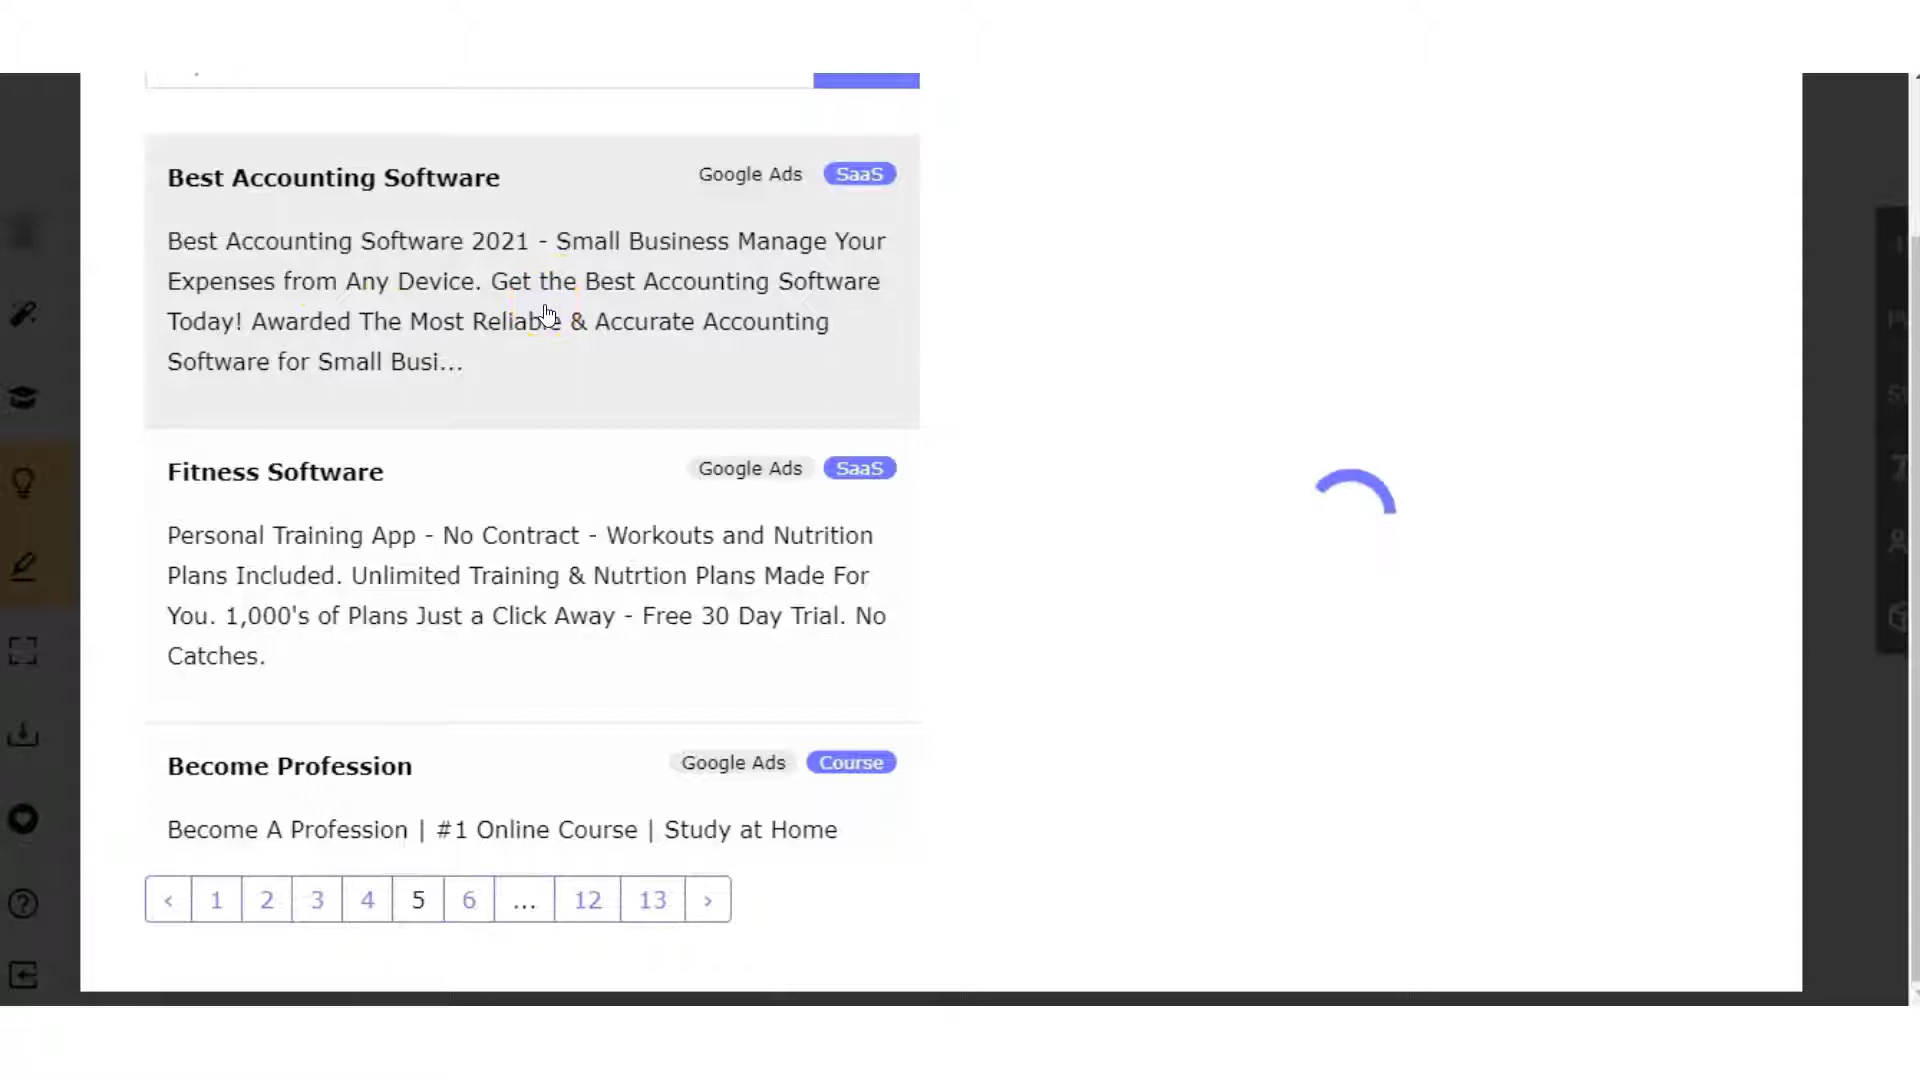 Best Accounting Software Google Ads SaaS
Best Accounting Software 2021 - Small Business Manage Your
Expenses from Any Device. Get the Best Accounting Software
Today! Awarded The Most Reliable & Accurate Accounting
Software for Small Busi...
Fitness Software Google Ads SaaS
Personal Training App - No Contract - Workouts and Nutrition
Plans Included. Unlimited Training & Nutrtion Plans Made For
You. 1,000's of Plans Just a Click Away - Free 30 Day Trial. No
Catches.
Become Profession Google Ads Course
Become A Profession | #1 Online Course | Study at Home
‹ 1 2 3 4 5 6 ... 12 13 ›